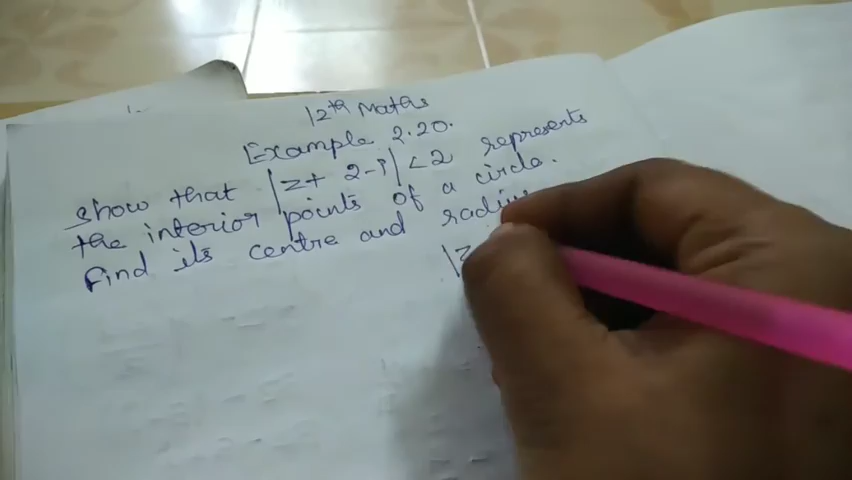 12th Maths
Example 2.20.
Show that |z+ 2-i| <2 represents
the interior points of a circle.
Find its centre and radius
|z